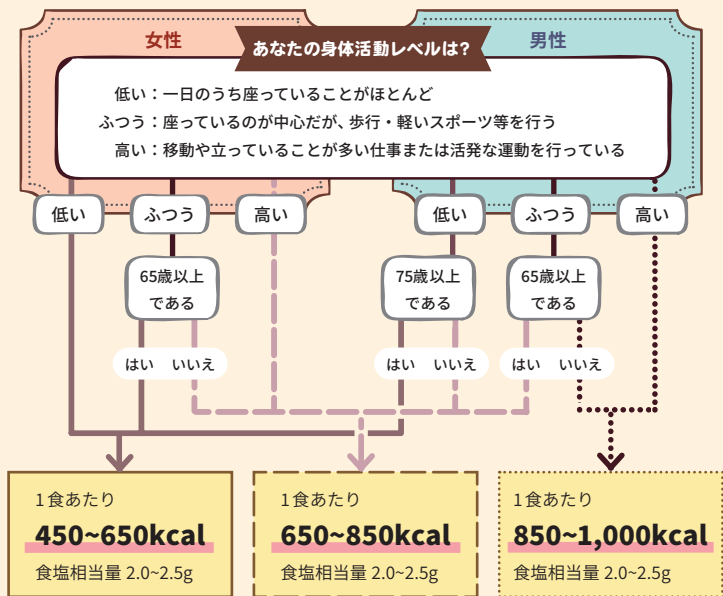 女性
あなたの身体活動レベルは？
男性
低い：一日のうち座っていることがほとんど
ふつう：座っているのが中心だが、歩行・軽いスポーツ等を行う
高い：移動や立っていることが多い仕事または活発な運動を行っている
低い
ふつう
高い
低い
ふつう
高い
65歳以上
である
75歳以上
である
65歳以上
である
はい いいえ
はい いいえ
はい いいえ
1食あたり
450~650kcal
食塩相当量 2.0~2.5g
1食あたり
650~850kcal
食塩相当量 2.0~2.5g
1食あたり
850~1,000kcal
食塩相当量 2.0~2.5g